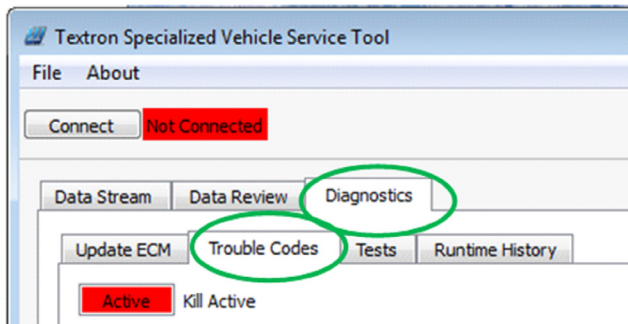 Textron Specialized Vehicle Service Tool
File About
Connect Not Connected
Data Stream Data Review Diagnostics
Update ECM Trouble Codes Tests Runtime History
Active Kill Active